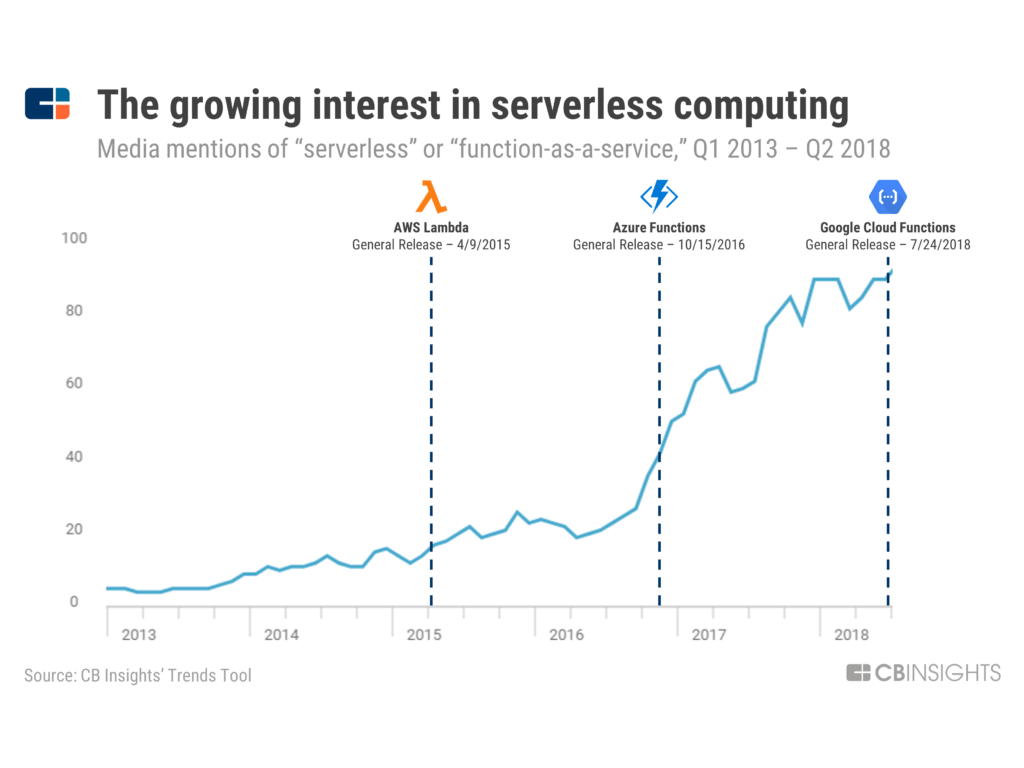 The growing interest in serverless computing
Media mentions of “serverless” or “function-as-a-service,” Q1 2013 – Q2 2018
AWS Lambda
General Release – 4/9/2015
Azure Functions
General Release – 10/15/2016
Google Cloud Functions
General Release – 7/24/2018
100
80
60
40
20
0
2013 2014 2015 2016 2017 2018
Source: CB Insights’ Trends Tool
CBINSIGHTS